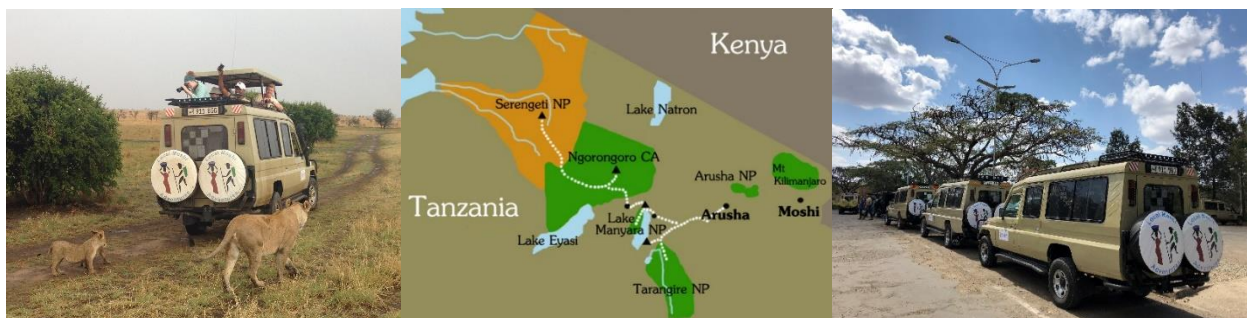 Kenya
Serengeti NP
Lake Natron
Ngorongoro CA
Arusha NP
Mt
Kilimanjaro
Tanzania
Lake
Manyara NP
Arusha
Moshi
Lake Eyasi
Tarangire NP